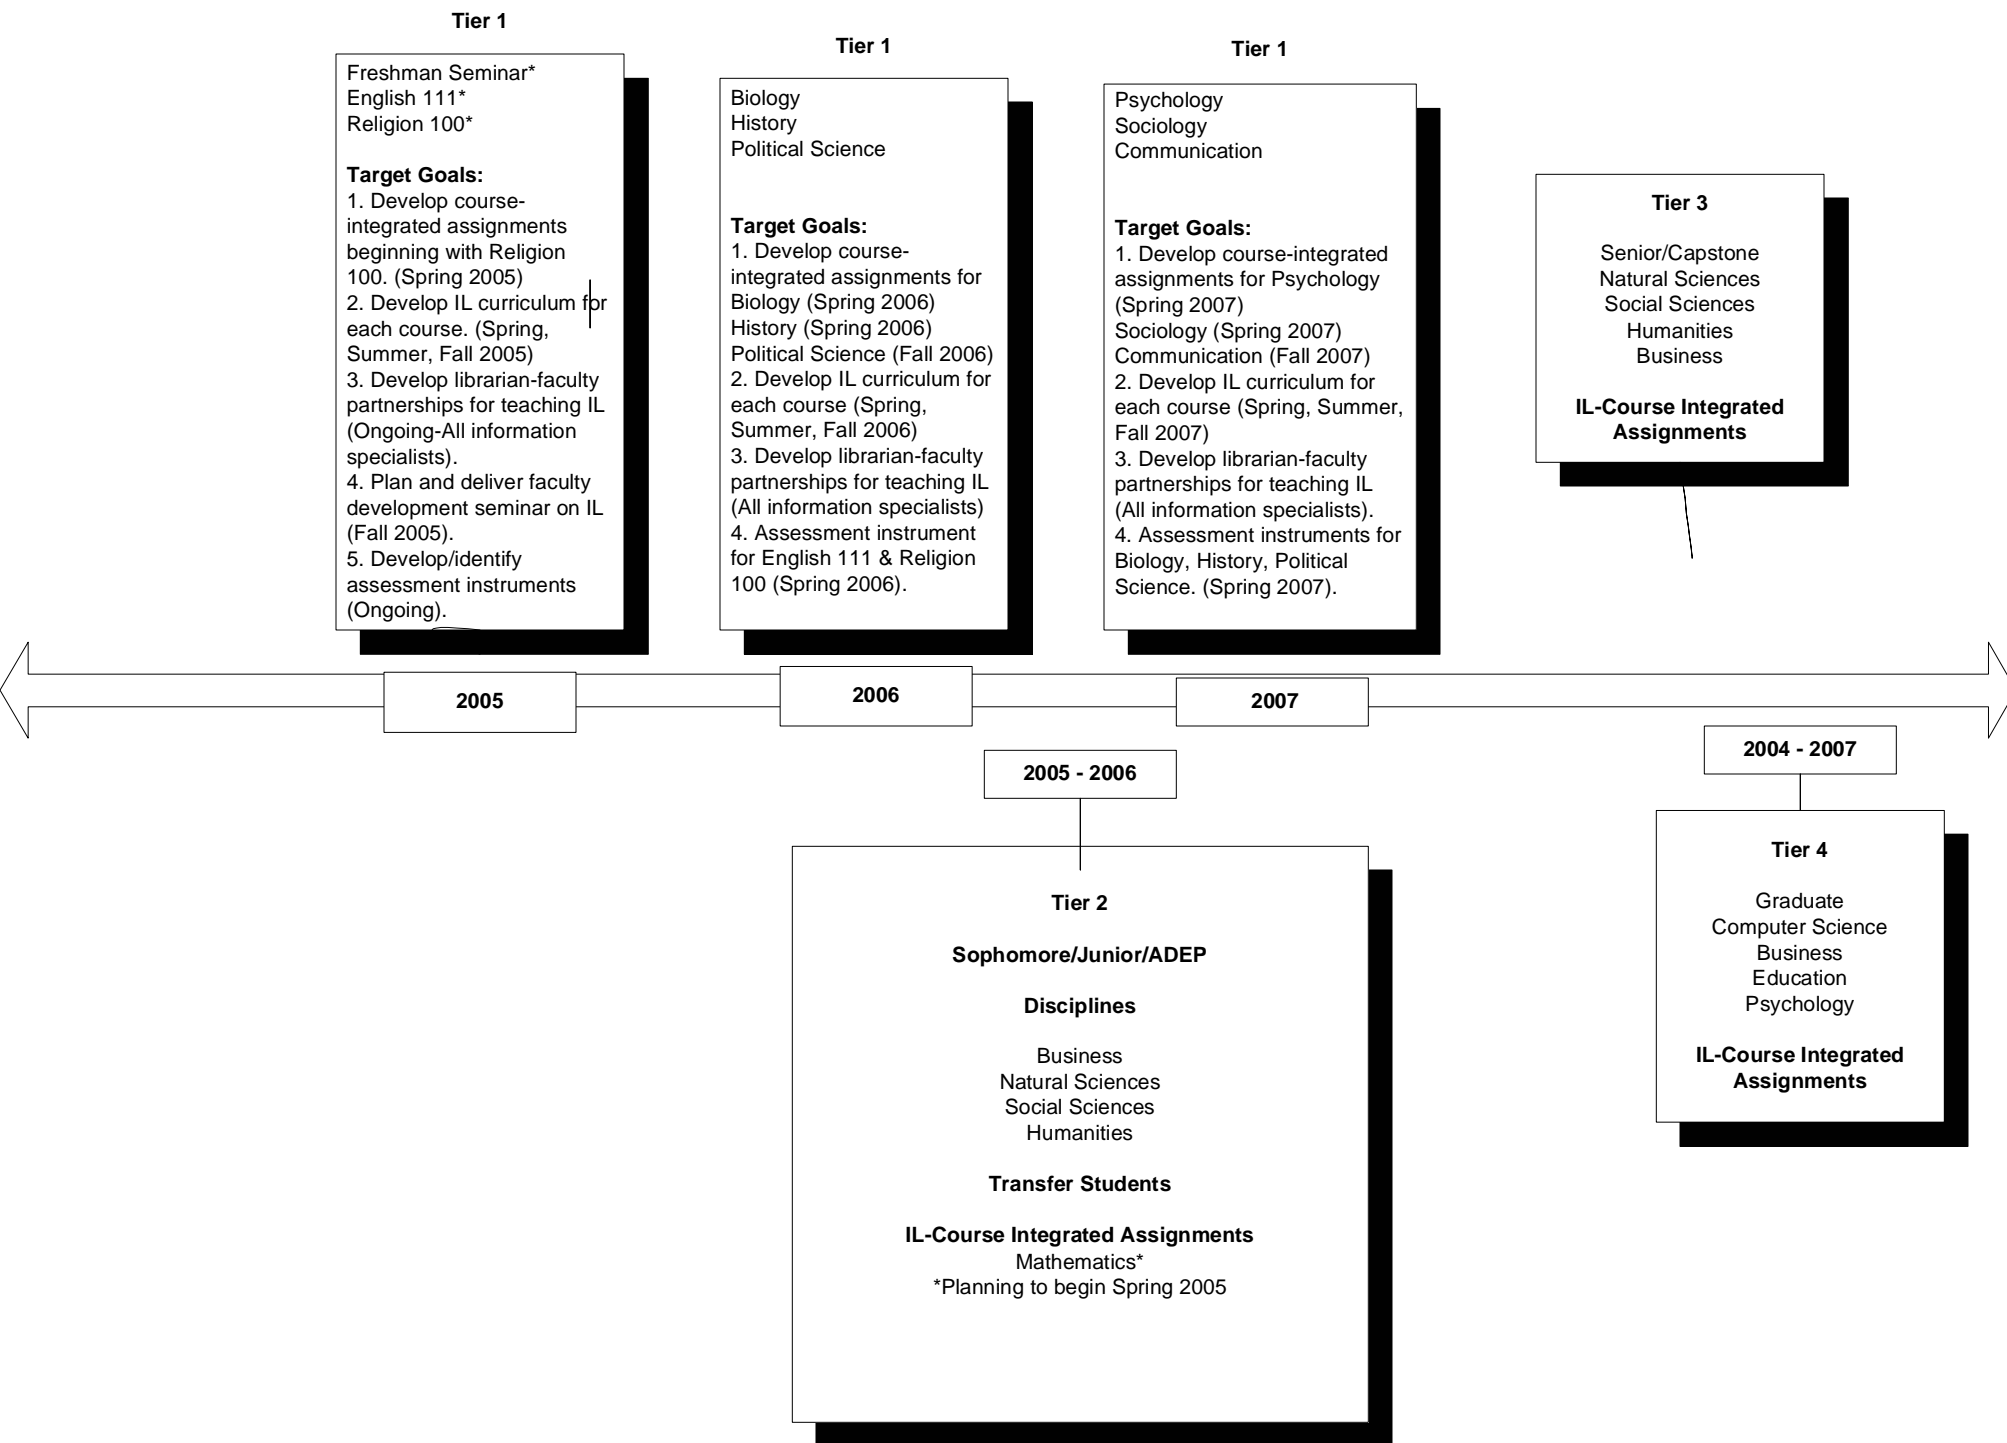 Tier 1
Freshman Seminar*
English 111*
Religion 100*
Target Goals:
1. Develop course-
integrated assignments
beginning with Religion
100. (Spring 2005)
2. Develop IL curriculum for
each course. (Spring,
Summer, Fall 2005)
3. Develop librarian-faculty
partnerships for teaching IL
(Ongoing-All information
specialists).
4. Plan and deliver faculty
development seminar on IL
(Fall 2005).
5. Develop/identify
assessment instruments
(Ongoing).
Tier 1
Biology
History
Political Science
Target Goals:
1. Develop course-
integrated assignments for
Biology (Spring 2006)
History (Spring 2006)
Political Science (Fall 2006)
2. Develop IL curriculum for
each course (Spring,
Summer, Fall 2006)
3. Develop librarian-faculty
partnerships for teaching IL
(All information specialists)
4. Assessment instrument
for English 111 & Religion
100 (Spring 2006).
Tier 1
Psychology
Sociology
Communication
Target Goals:
1. Develop course-integrated
assignments for Psychology
(Spring 2007)
Sociology (Spring 2007)
Communication (Fall 2007)
2. Develop IL curriculum for
each course (Spring, Summer,
Fall 2007)
3. Develop librarian-faculty
partnerships for teaching IL
(All information specialists).
4. Assessment instruments for
Biology, History, Political
Science. (Spring 2007).
Tier 3
Senior/Capstone
Natural Sciences
Social Sciences
Humanities
Business
IL-Course Integrated
Assignments
2005
2006
2007
2005 - 2006
2004 - 2007
Tier 2
Sophomore/Junior/ADEP
Disciplines
Business
Natural Sciences
Social Sciences
Humanities
Transfer Students
IL-Course Integrated Assignments
Mathematics*
*Planning to begin Spring 2005
Tier 4
Graduate
Computer Science
Business
Education
Psychology
IL-Course Integrated
Assignments